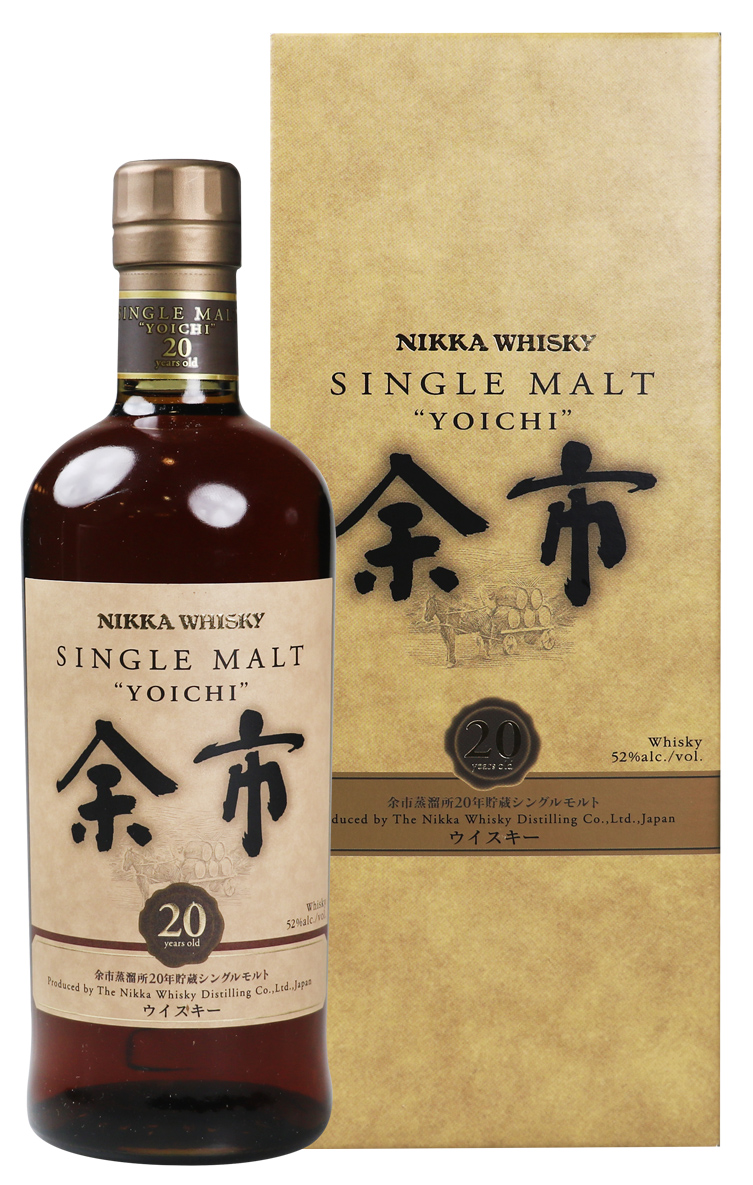 SINGLE MALT
"YOICHI"
20
years old
NIKKA WHISKY
SINGLE MALT
"YOICHI"
余市
20
years old
Whisky
52%alc./vol.
余市蒸溜所20年貯蔵シングルモルト
Produced by The Nikka Whisky Distilling Co.,Ltd.,Japan
ウイスキー
NIKKA WHISKY
SINGLE MALT
"YOICHI"
余市
20
years old
Whisky
52%alc./vol.
余市蒸溜所20年貯蔵シングルモルト
oduced by The Nikka Whisky Distilling Co.,Ltd.,Japan
ウイスキー